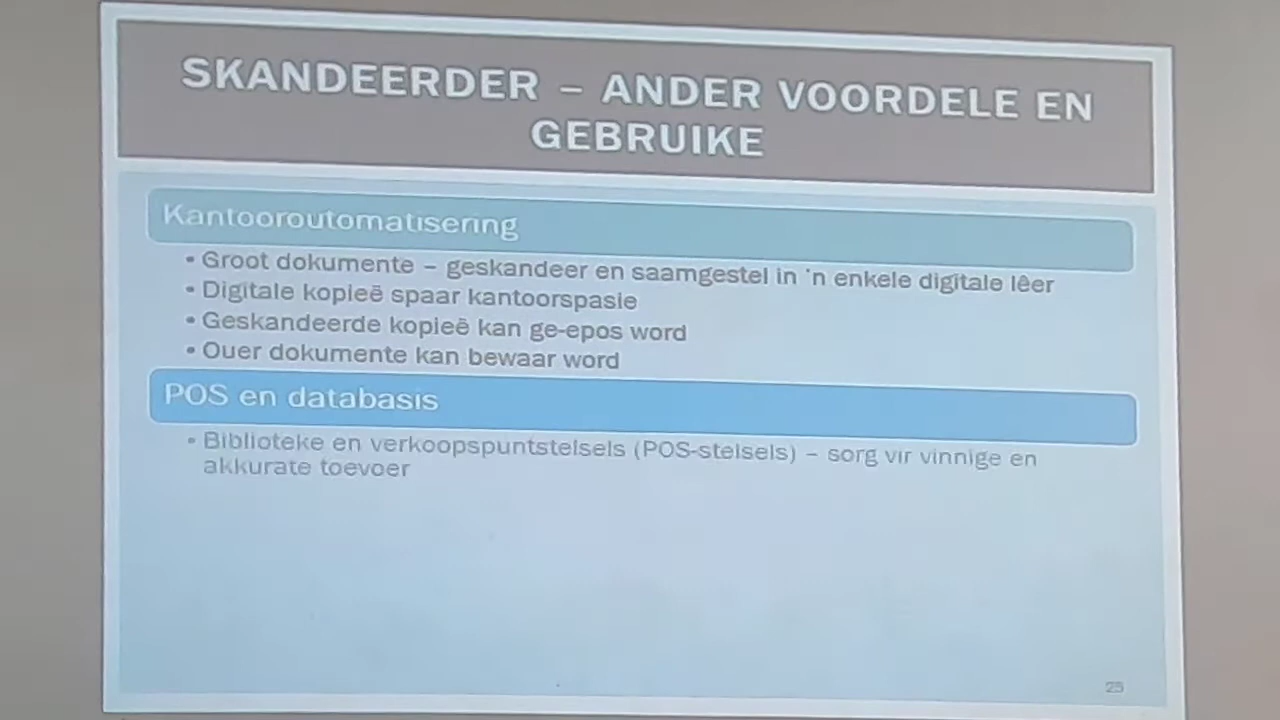 SKANDEERDER – ANDER VOORDELE EN
GEBRUIKE
Kantooroutomatisering
• Groot dokumente – geskandeer en saamgestel in 'n enkele digitale lêer
• Digitale kopieë spaar kantoorspasie
• Geskandeerde kopieë kan ge-epos word
• Ouer dokumente kan bewaar word
POS en databasis
• Biblioteke en verkoopspuntstelsels (POS-stelsels) – sorg vir vinnige en
akkurate toevoer
25